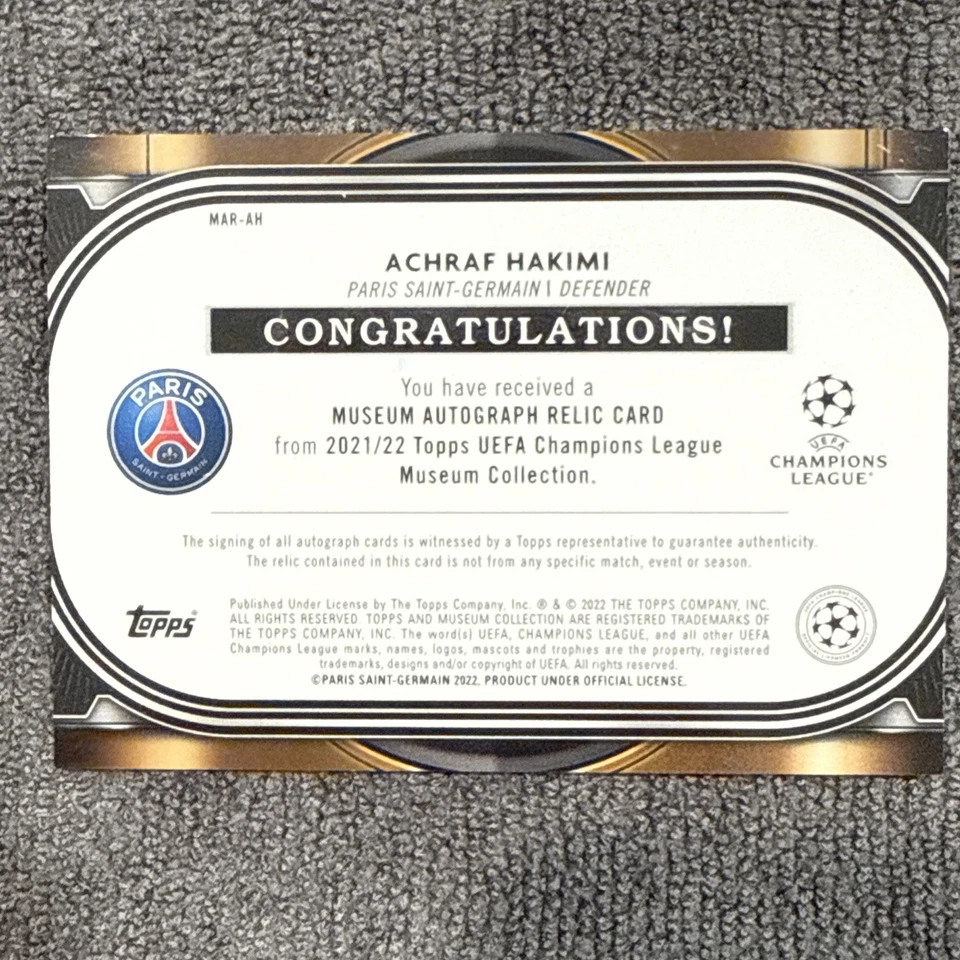 MAR-AH
ACHRAF HAKIMI
PARIS SAINT-GERMAIN | DEFENDER
CONGRATULATIONS!
You have received a
MUSEUM AUTOGRAPH RELIC CARD
from 2021/22 Topps UEFA Champions League
Museum Collection.
PARIS
SAINT-GERMAIN
UEFA
CHAMPIONS
LEAGUE®
The signing of all autograph cards is witnessed by a Topps representative to guarantee authenticity.
The relic contained in this card is not from any specific match, event or season.
Topps®
Published Under License by The Topps Company, Inc. ® & © 2022 THE TOPPS COMPANY, INC.
ALL RIGHTS RESERVED. TOPPS AND MUSEUM COLLECTION ARE REGISTERED TRADEMARKS OF
THE TOPPS COMPANY, INC. The word(s) UEFA, CHAMPIONS LEAGUE, and all other UEFA
Champions League marks, names, logos, mascots and trophies are the property, registered
trademarks, designs and/or copyright of UEFA. All rights reserved.
©PARIS SAINT-GERMAIN 2022. PRODUCT UNDER OFFICIAL LICENSE.